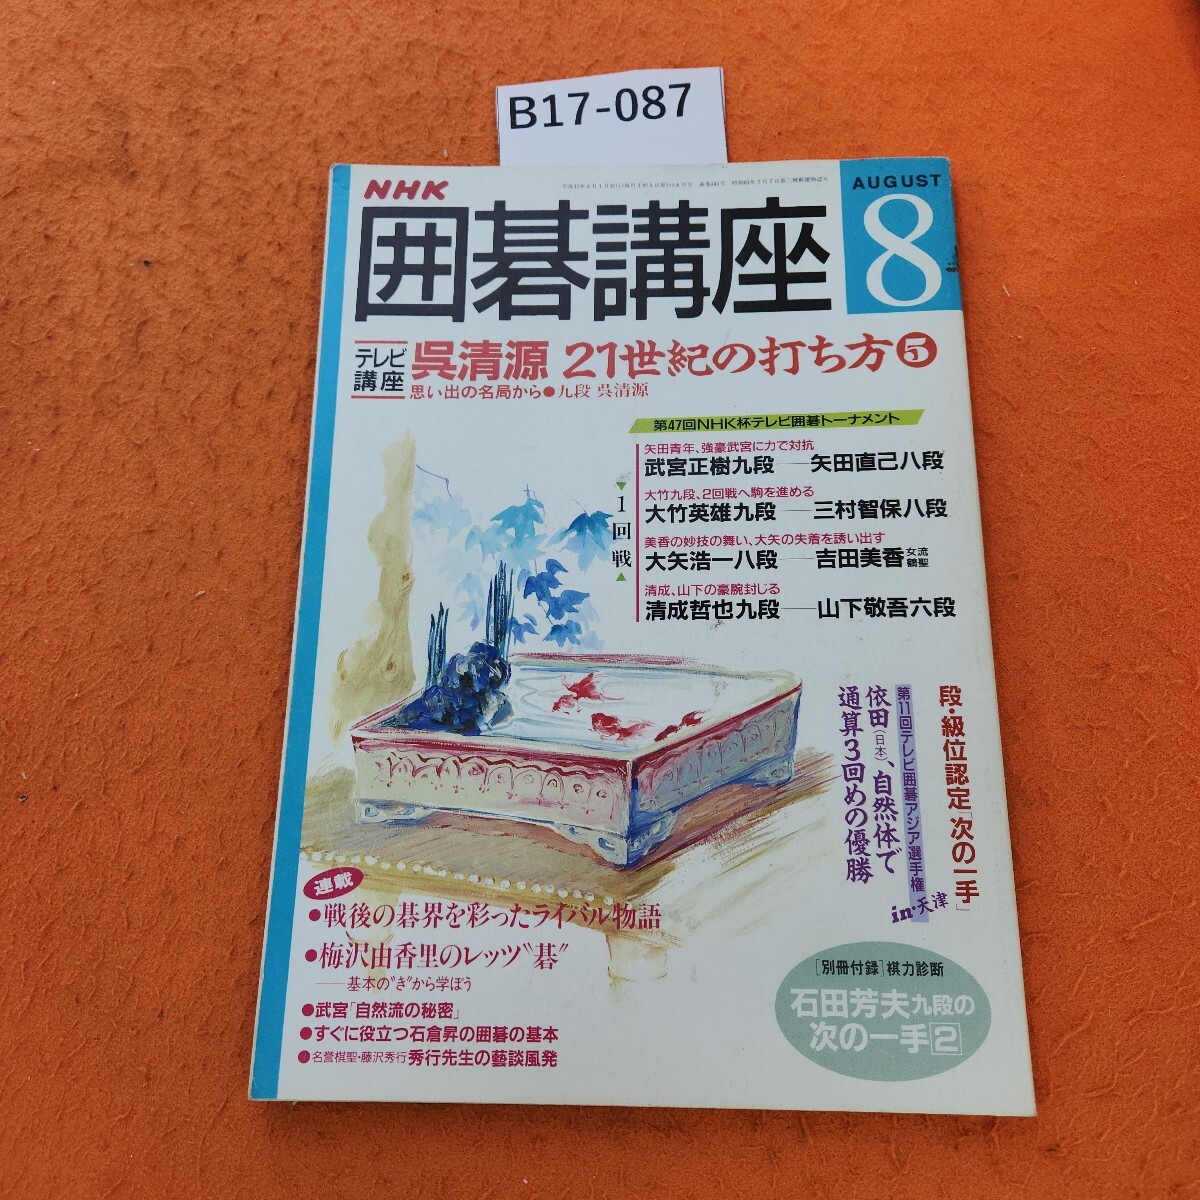 B17-087
NHK
囲碁講座
AUGUST
8
テレビ
講座
呉清源 21世紀の打ち方5
思い出の名局から●九段 呉清源
第47回NHK杯テレビ囲碁トーナメント
▼1回戦▲
矢田青年、強豪武宮に力で対抗
武宮正樹九段──矢田直己八段
大竹九段、2回戦へ駒を進める
大竹英雄九段──三村智保八段
美香の妙技の舞い、大矢の失着を誘い出す
大矢浩一八段──吉田美香女流鶴聖
清成、山下の豪腕封じる
清成哲也九段──山下敬吾六段
段・級位認定「次の一手」
第11回テレビ囲碁アジア選手権
in・天津
依田(日本)、自然体で
通算3回めの優勝
連載
●戦後の碁界を彩ったライバル物語
●梅沢由香里のレッツ〝碁〟
──基本の〝き〟から学ぼう
●武宮「自然流の秘密」
●すぐに役立つ石倉昇の囲碁の基本
●名誉棋聖・藤沢秀行 秀行先生の藝談風発
[別冊付録]棋力診断
石田芳夫九段の
次の一手2